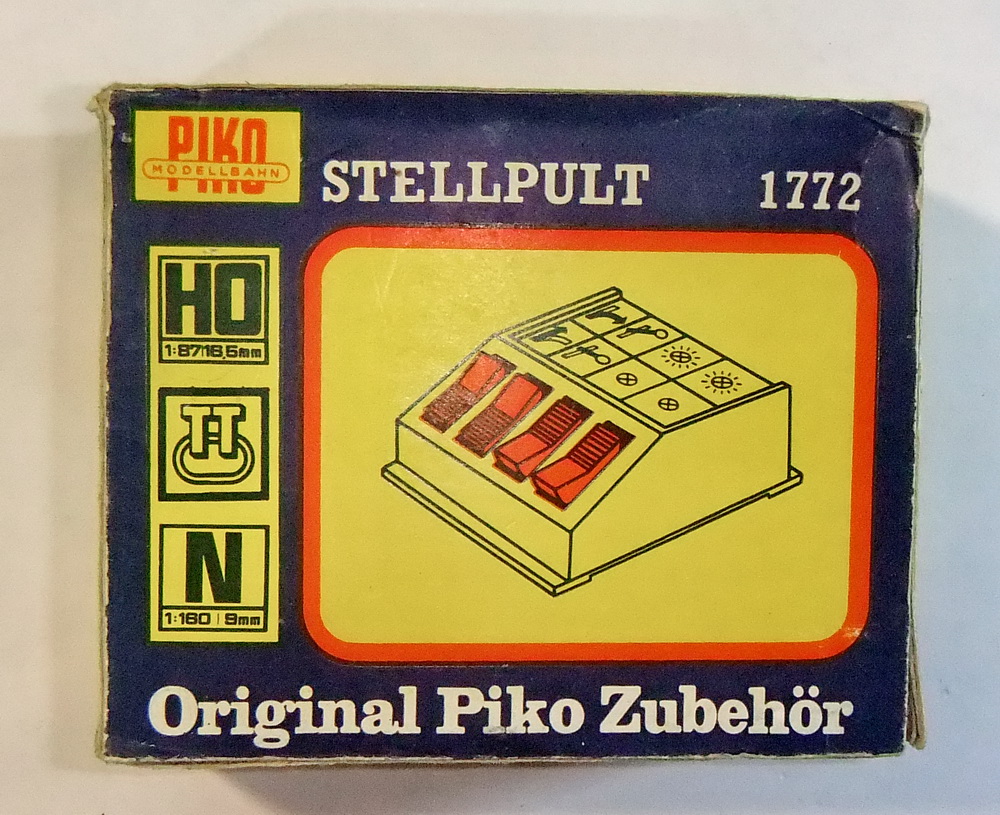 PIKO
MODELLBAHN
STELLPULT 1772
HO
1:87 16,5mm
TT
N
1:160 9mm
Original Piko Zubehör